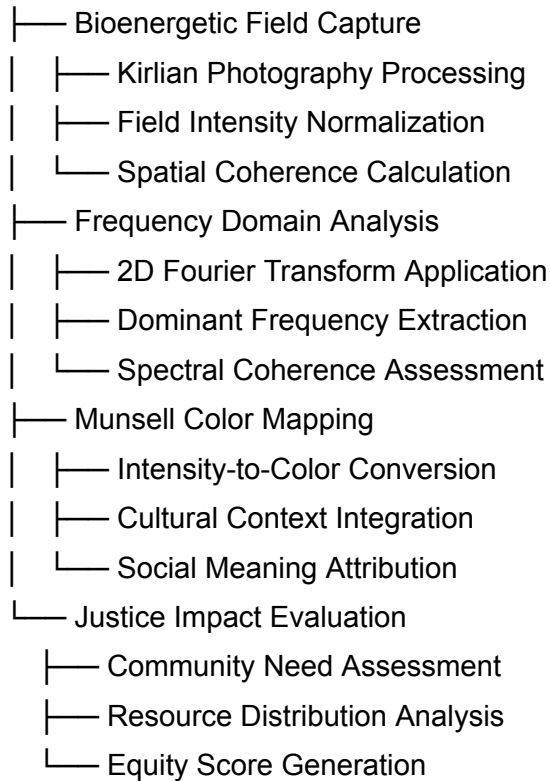 ├── Bioenergetic Field Capture
│ ├── Kirlian Photography Processing
│ ├── Field Intensity Normalization
│ └── Spatial Coherence Calculation
├── Frequency Domain Analysis
│ ├── 2D Fourier Transform Application
│ ├── Dominant Frequency Extraction
│ └── Spectral Coherence Assessment
├── Munsell Color Mapping
│ ├── Intensity-to-Color Conversion
│ ├── Cultural Context Integration
│ └── Social Meaning Attribution
└── Justice Impact Evaluation
├── Community Need Assessment
├── Resource Distribution Analysis
└── Equity Score Generation